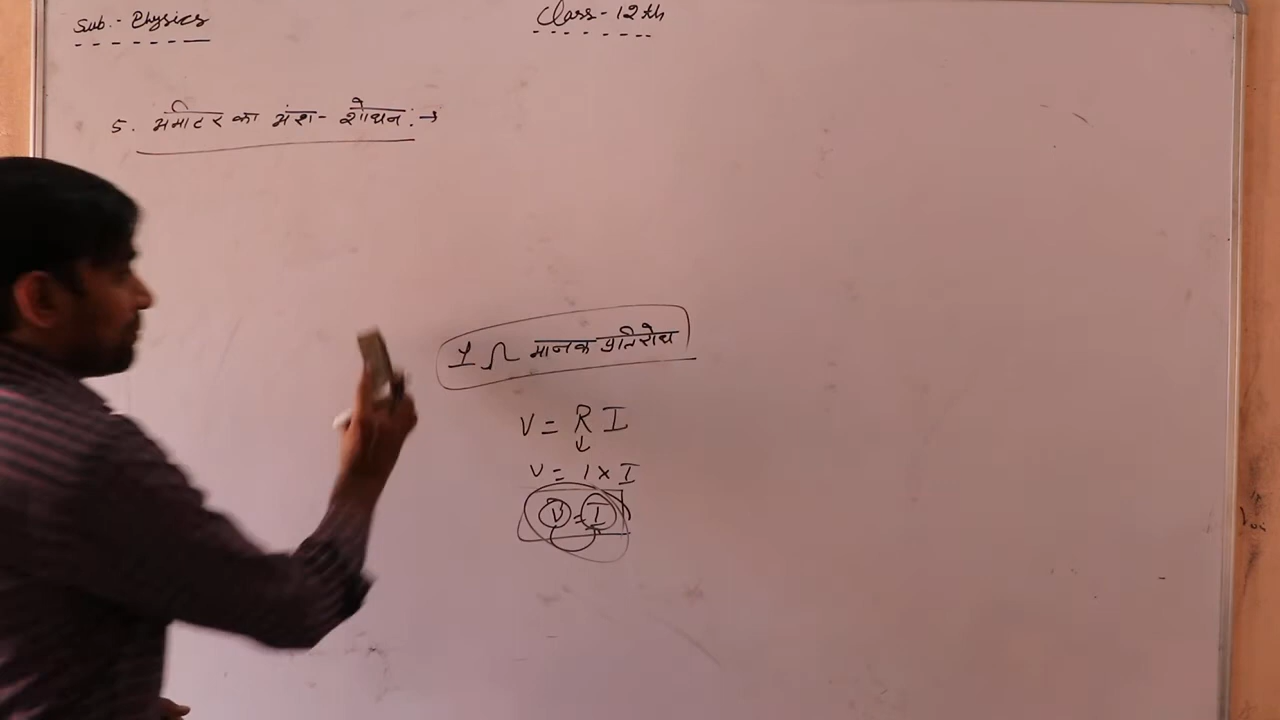 Sub.- Physics
Class - 12th
5. अमीटर का अंश - शोधन : →
1 Ω मानक प्रतिरोध
V = R I
↓
V = 1 × I
V = I